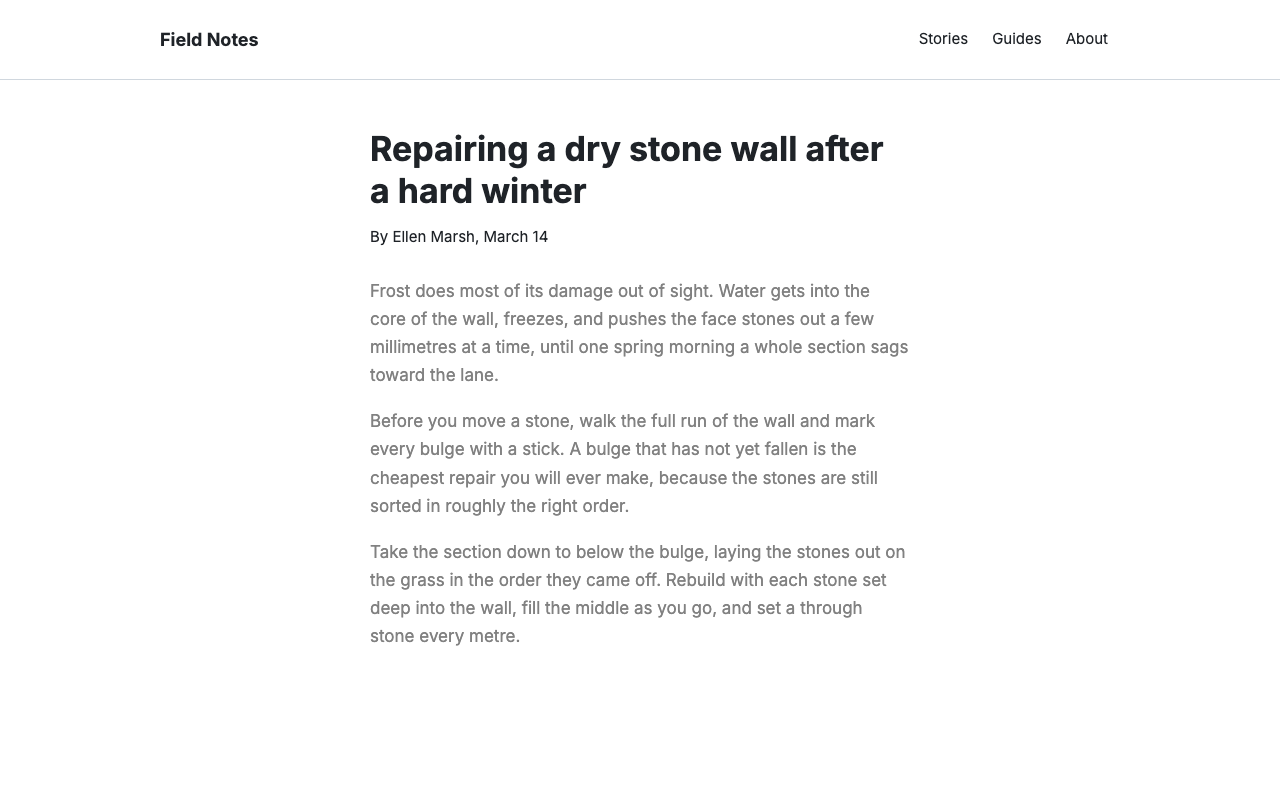 Field Notes
Stories Guides About
Repairing a dry stone wall after
a hard winter
By Ellen Marsh, March 14
Frost does most of its damage out of sight. Water gets into the
core of the wall, freezes, and pushes the face stones out a few
millimetres at a time, until one spring morning a whole section sags
toward the lane.
Before you move a stone, walk the full run of the wall and mark
every bulge with a stick. A bulge that has not yet fallen is the
cheapest repair you will ever make, because the stones are still
sorted in roughly the right order.
Take the section down to below the bulge, laying the stones out on
the grass in the order they came off. Rebuild with each stone set
deep into the wall, fill the middle as you go, and set a through
stone every metre.